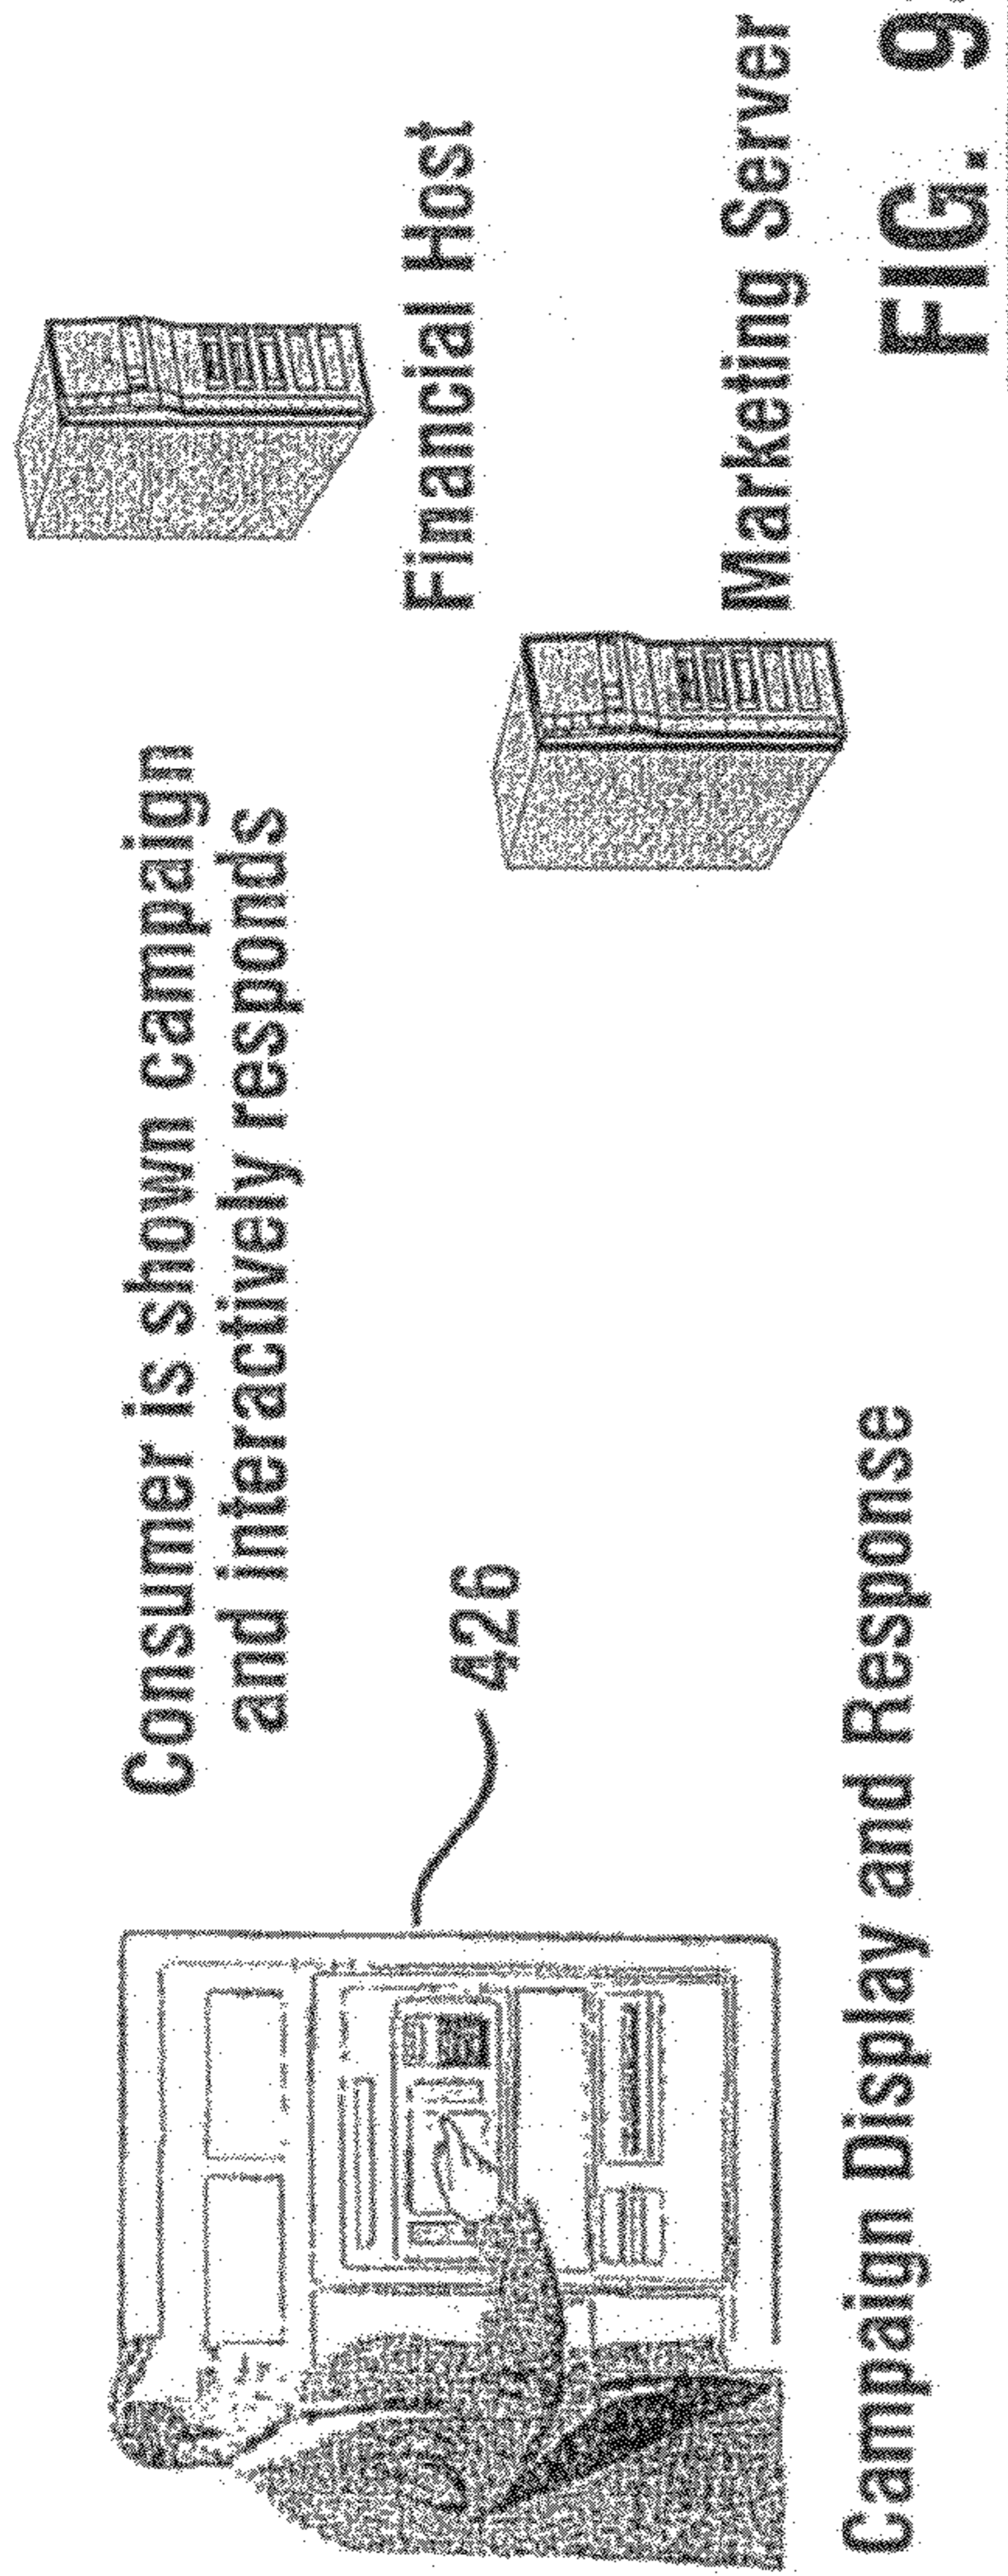 Consumer is shown campaign
and interactively responds
426
Financial Host
Marketing Server
Campaign Display and Response
FIG. 9